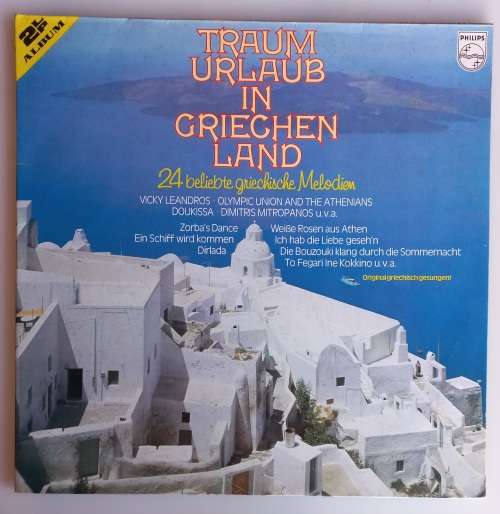 2LP
ALBUM
PHILIPS
TRAUM
URLAUB
IN
GRIECHEN
LAND
24 beliebte griechische Melodien
VICKY LEANDROS · OLYMPIC UNION AND THE ATHENIANS
DOUKISSA · DIMITRIS MITROPANOS u.v.a.
Zorba's Dance Weiße Rosen aus Athen
Ein Schiff wird kommen Ich hab die Liebe geseh'n
Dirlada Die Bouzouki klang durch die Sommernacht
To Fegari Ine Kokkino u.v.a.
Original griechisch gesungen!